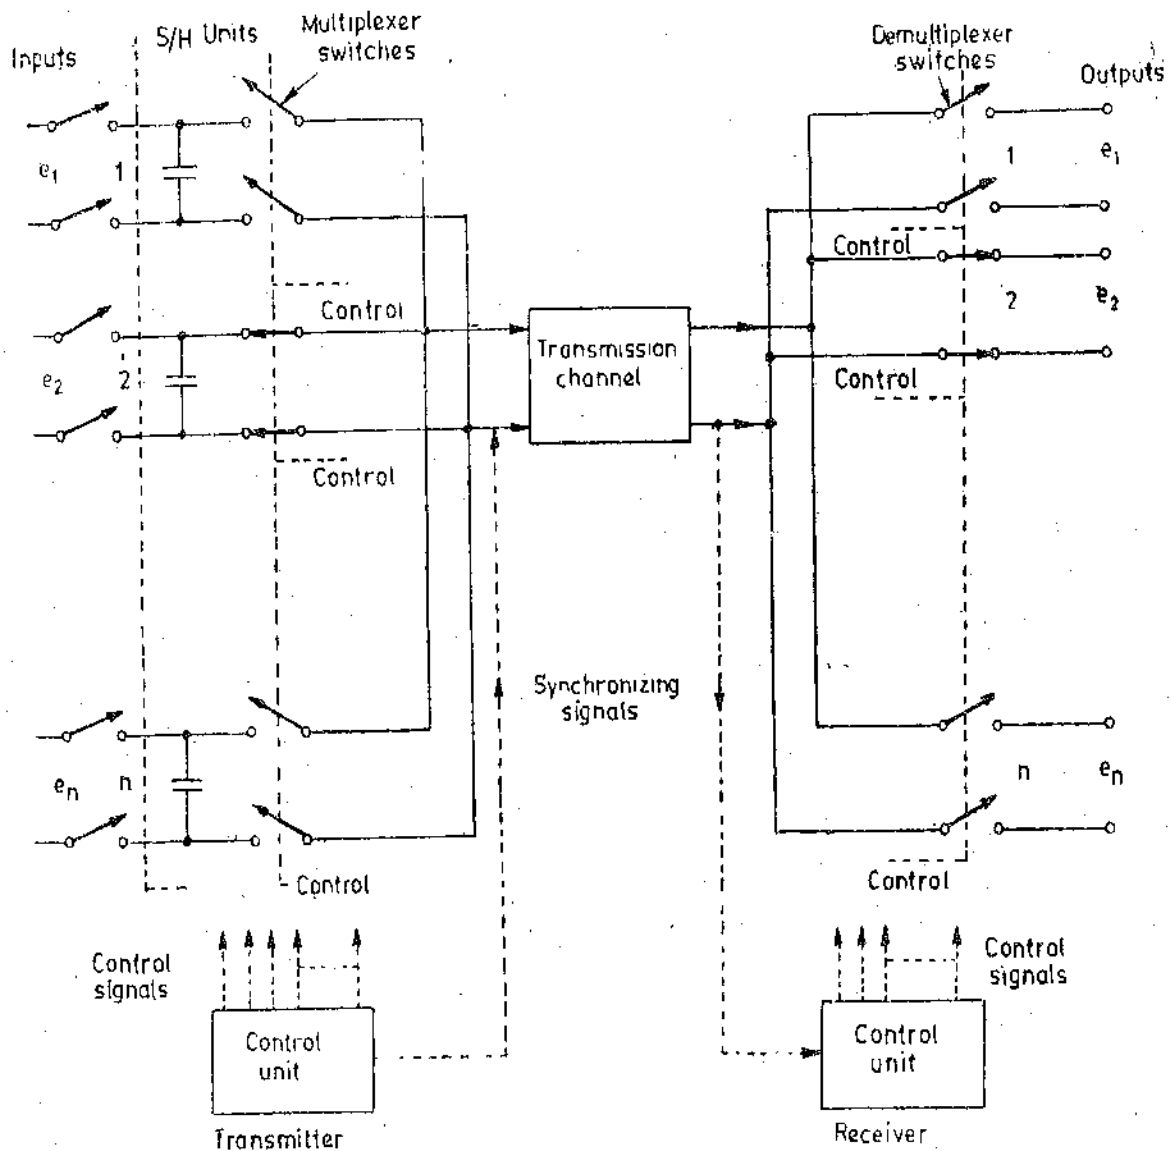 Inputs
S/H Units
Multiplexer
switches
Demultiplexer
switches
Outputs
e1
1
1
e1
Control
Control
e2
2
2
e2
Transmission
channel
Control
Control
Synchronizing
signals
en
n
n
en
Control
Control
Control
signals
Control
signals
Control
unit
Control
unit
Transmitter
Receiver